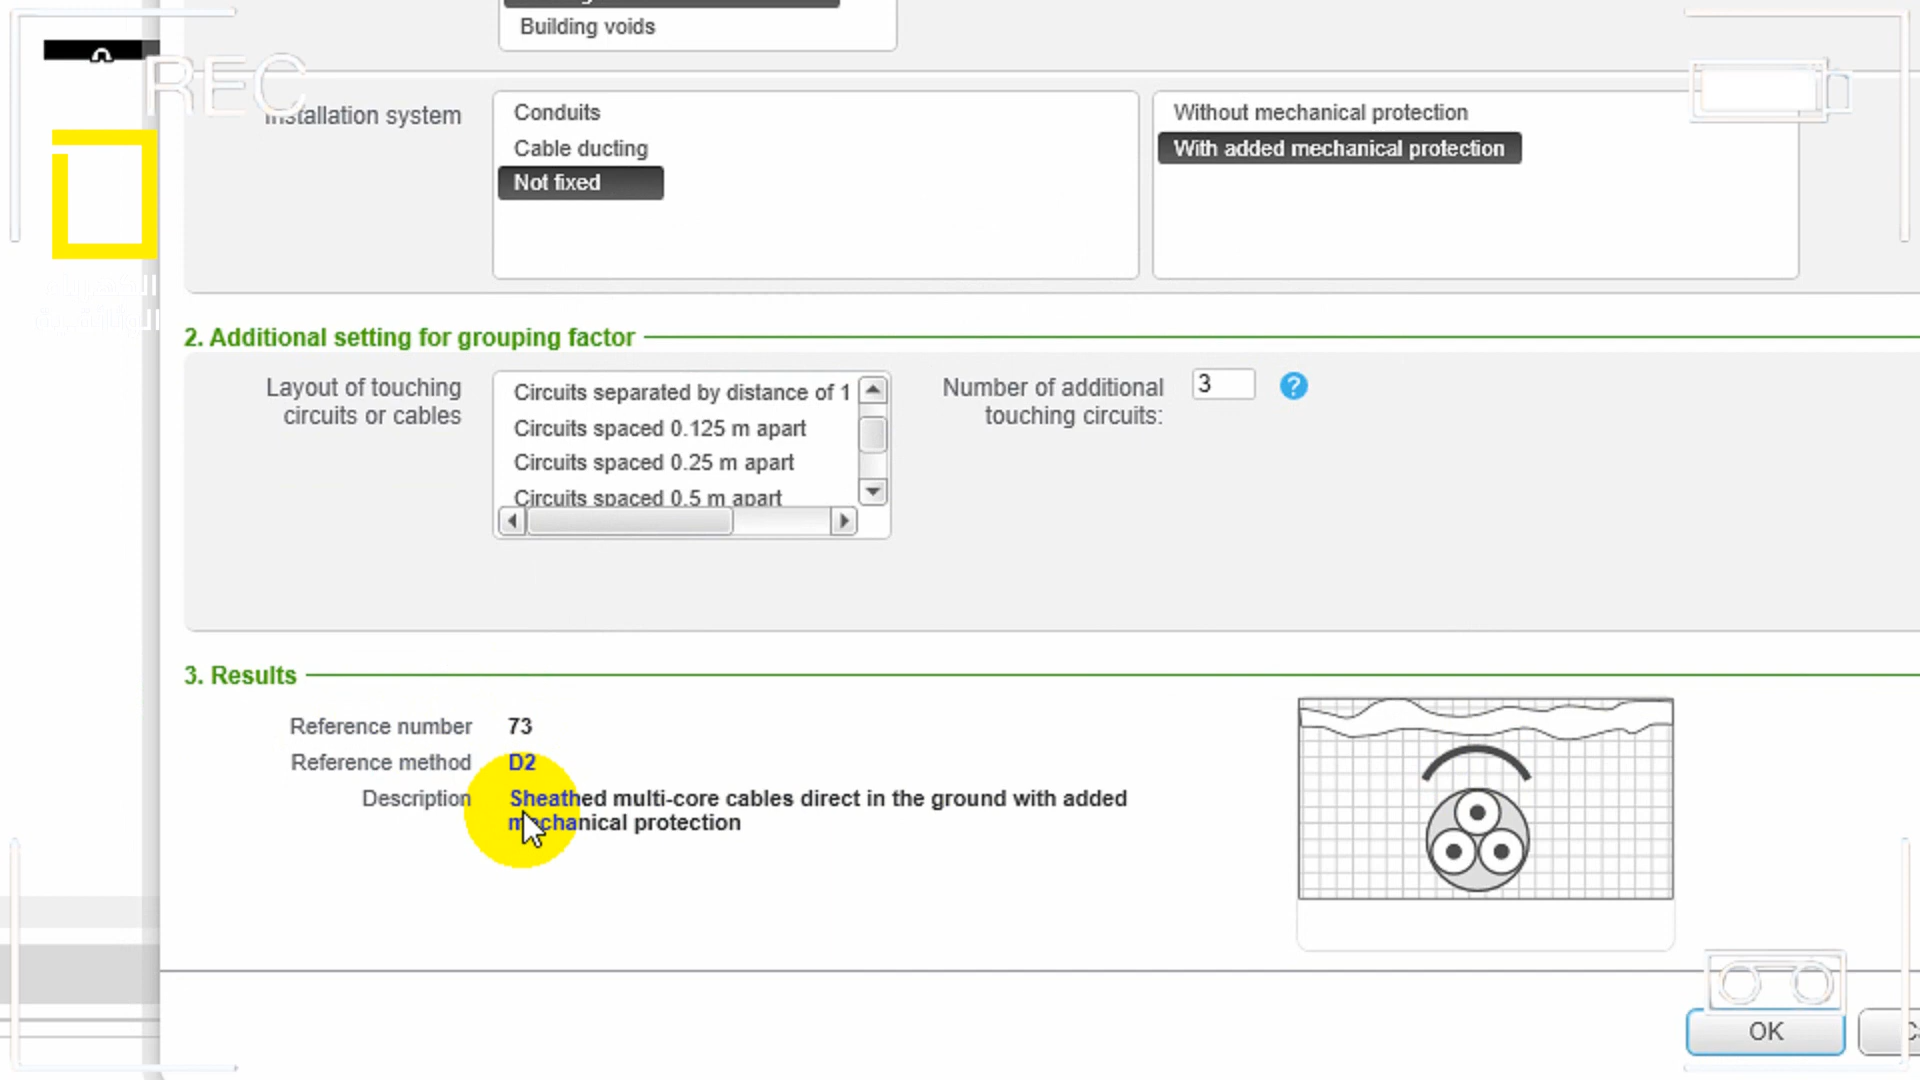 Building voids
REC
Installation system
Conduits
Cable ducting
Not fixed
Without mechanical protection
With added mechanical protection
2. Additional setting for grouping factor
Layout of touching
circuits or cables
Circuits separated by distance of 1
Circuits spaced 0.125 m apart
Circuits spaced 0.25 m apart
Circuits spaced 0.5 m apart
Number of additional
touching circuits:
3
?
3. Results
Reference number 73
Reference method D2
Description Sheathed multi-core cables direct in the ground with added
mechanical protection
OK